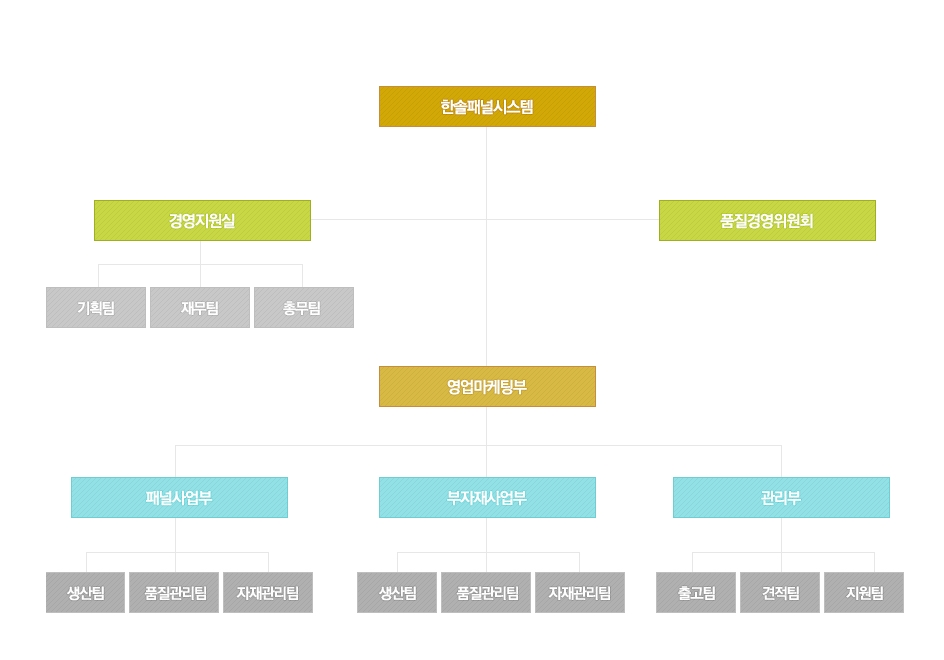 한솔패널시스템
경영지원실
품질경영위원회
기획팀
재무팀
총무팀
영업마케팅부
패널사업부
부자재사업부
관리부
생산팀
품질관리팀
자재관리팀
생산팀
품질관리팀
자재관리팀
출고팀
견적팀
지원팀